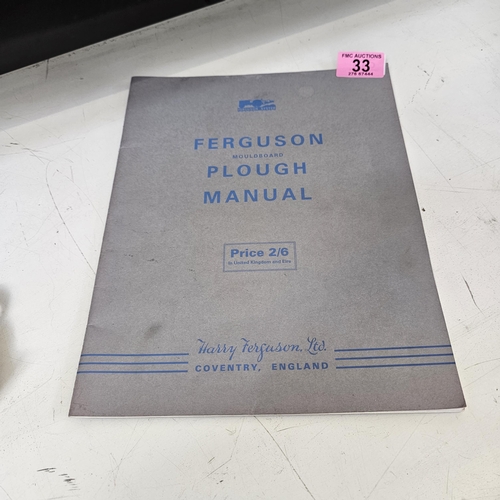 FMC AUCTIONS
33
FERGUSON
MOULDBOARD
PLOUGH
MANUAL
Price 2/6
in United Kingdom and Eire
Harry Ferguson, Ltd.
COVENTRY, ENGLAND